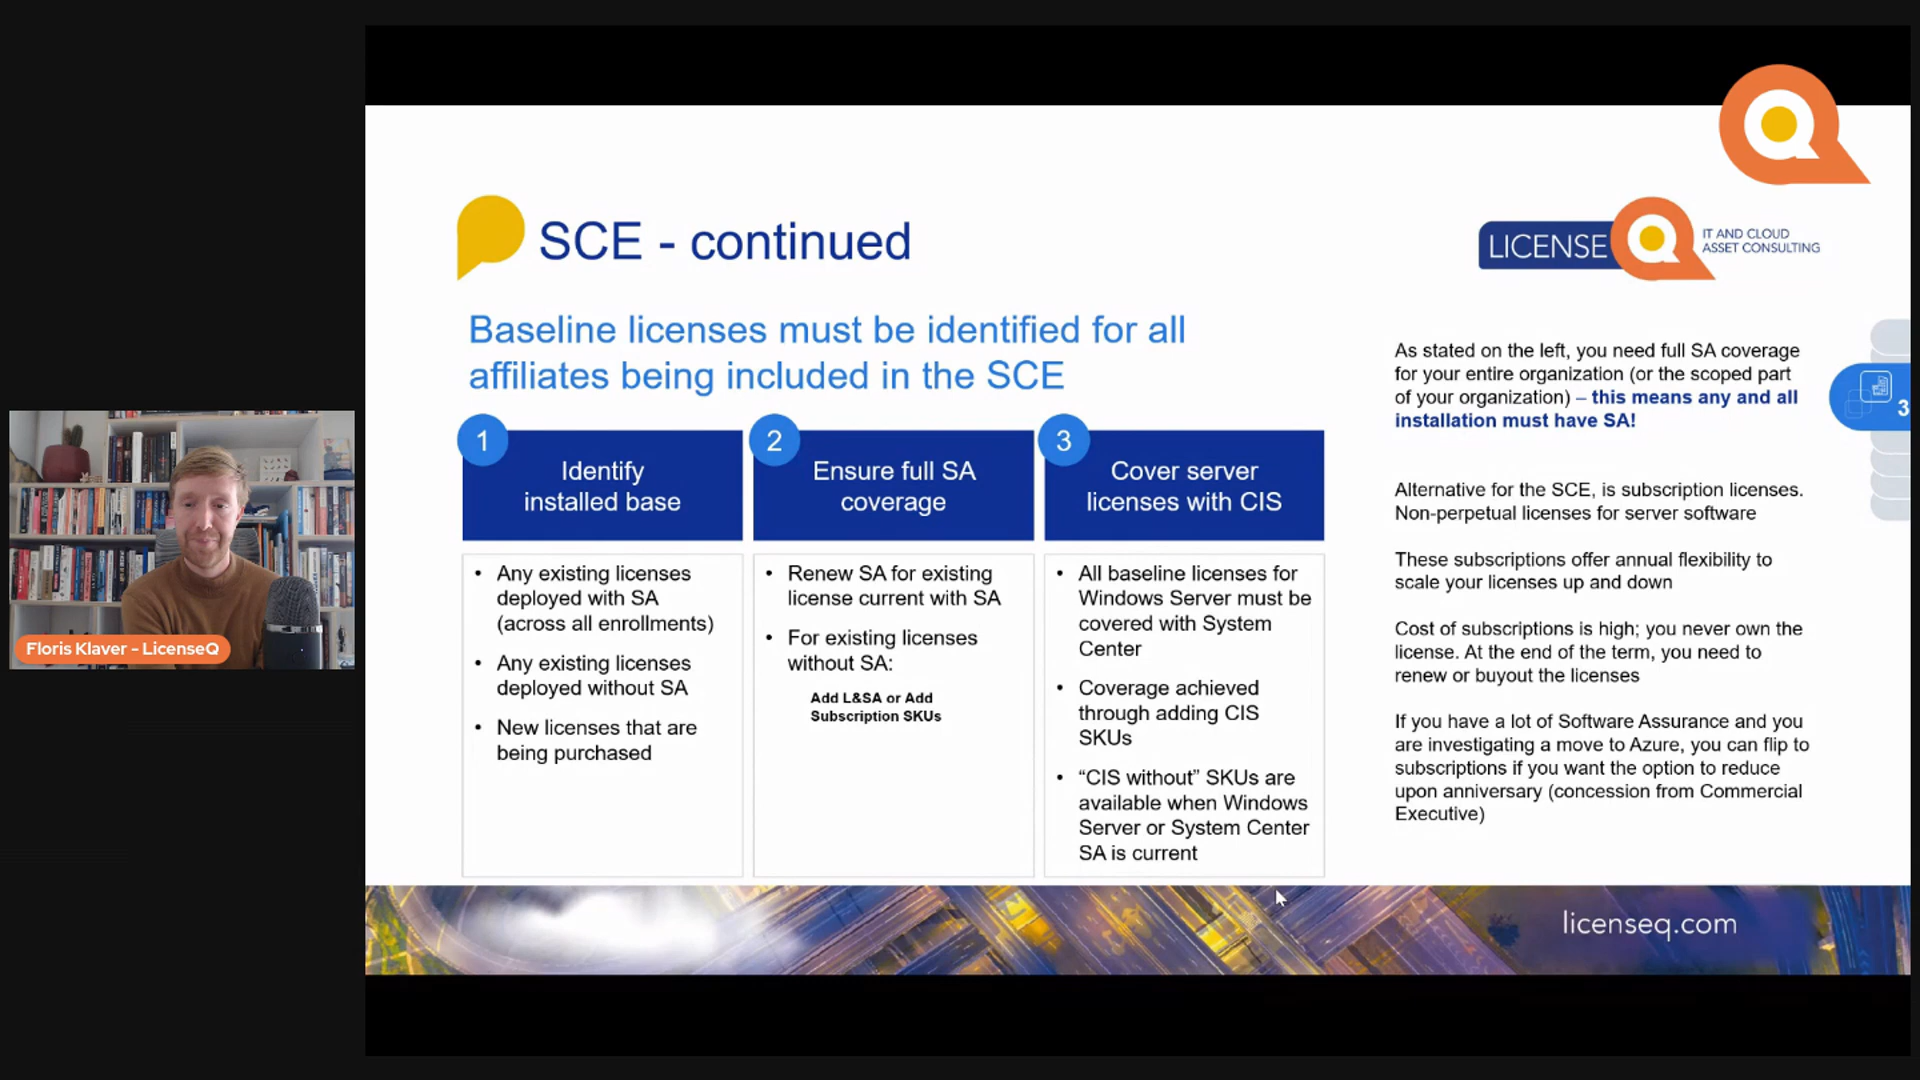 SCE - continued
LICENSE
IT AND CLOUD
ASSET CONSULTING
Baseline licenses must be identified for all
affiliates being included in the SCE
1
Identify
installed base
• Any existing licenses
deployed with SA
(across all enrollments)
• Any existing licenses
deployed without SA
• New licenses that are
being purchased
2
Ensure full SA
coverage
• Renew SA for existing
license current with SA
• For existing licenses
without SA:
Add L&SA or Add
Subscription SKUs
3
Cover server
licenses with CIS
• All baseline licenses for
Windows Server must be
covered with System
Center
• Coverage achieved
through adding CIS
SKUs
• “CIS without” SKUs are
available when Windows
Server or System Center
SA is current
As stated on the left, you need full SA coverage
for your entire organization (or the scoped part
of your organization) – this means any and all
installation must have SA!
Alternative for the SCE, is subscription licenses.
Non-perpetual licenses for server software
These subscriptions offer annual flexibility to
scale your licenses up and down
Cost of subscriptions is high; you never own the
license. At the end of the term, you need to
renew or buyout the licenses
If you have a lot of Software Assurance and you
are investigating a move to Azure, you can flip to
subscriptions if you want the option to reduce
upon anniversary (concession from Commercial
Executive)
3
Floris Klaver - LicenseQ
licenseq.com